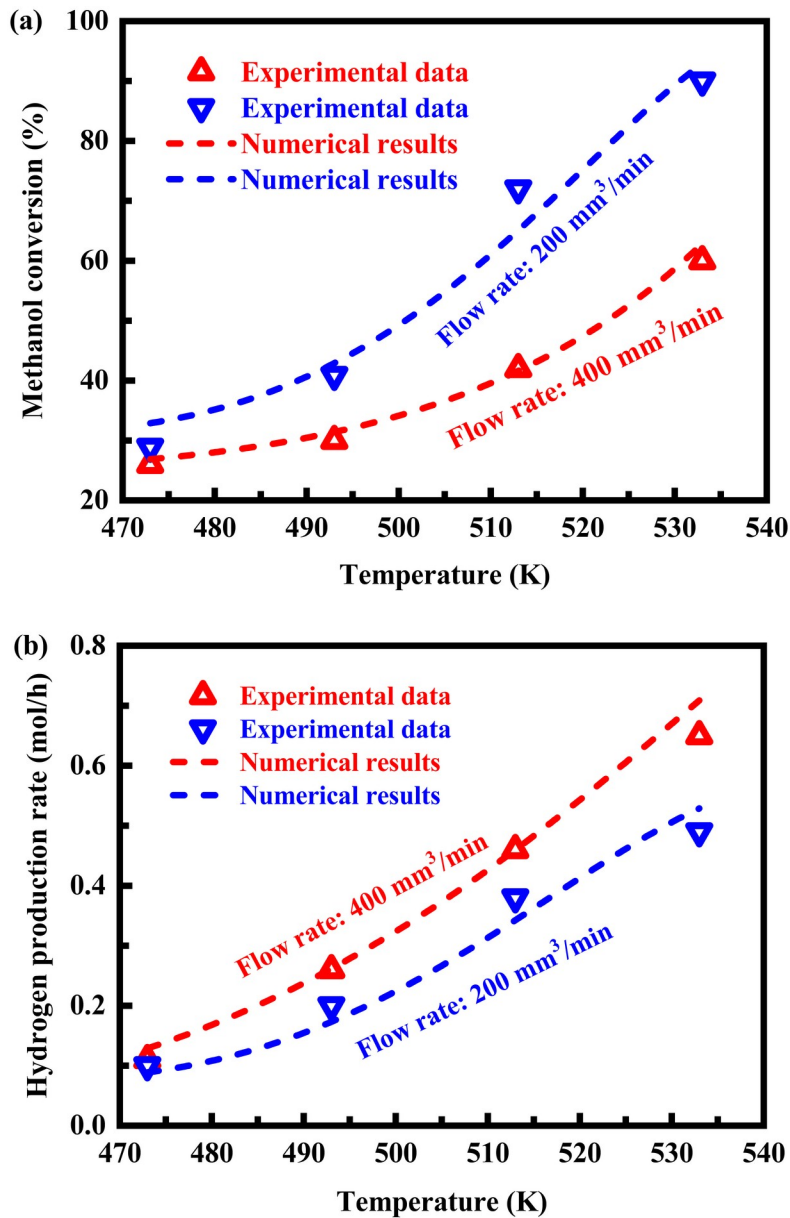 (a)
100
80
60
40
20
Methanol conversion (%)
Experimental data
Experimental data
Numerical results
Numerical results
Flow rate: 200 mm³/min
Flow rate: 400 mm³/min
470 480 490 500 510 520 530 540
Temperature (K)
(b)
0.8
0.6
0.4
0.2
0.0
Hydrogen production rate (mol/h)
Experimental data
Experimental data
Numerical results
Numerical results
Flow rate: 400 mm³/min
Flow rate: 200 mm³/min
470 480 490 500 510 520 530 540
Temperature (K)